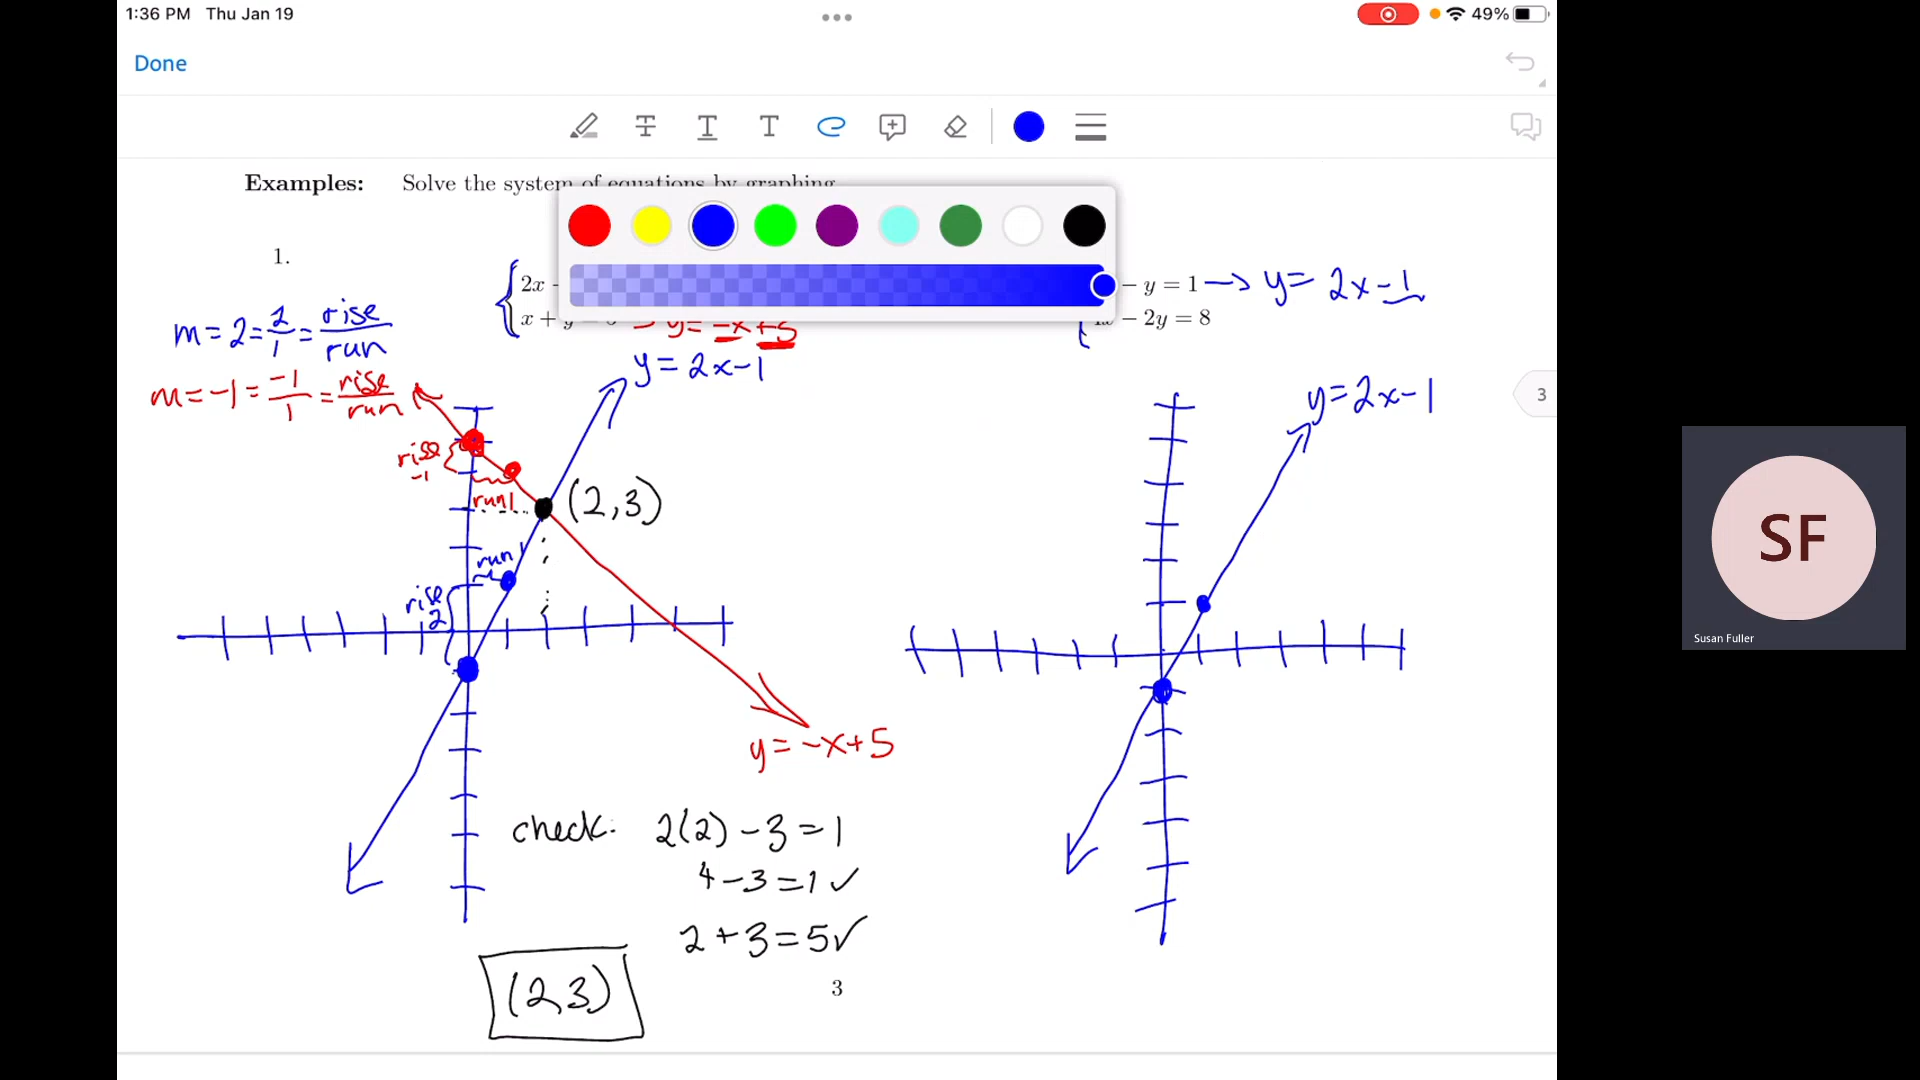 1:36 PM Thu Jan 19
49%
Done
Examples: Solve the system of equations by graphing
1.
2x -
x + y
→ y = -x+5
- y = 1 → y = 2x-1
- 2y = 8
m = 2 = 2/1 = rise/run
m = -1 = -1/1 = rise/run
y = 2x-1
y = 2x-1
3
rise
-1
run 1
(2,3)
run 1
rise
2
y = -x+5
check: 2(2) - 3 = 1
4 - 3 = 1 ✓
2 + 3 = 5 ✓
(2,3)
3
SF
Susan Fuller